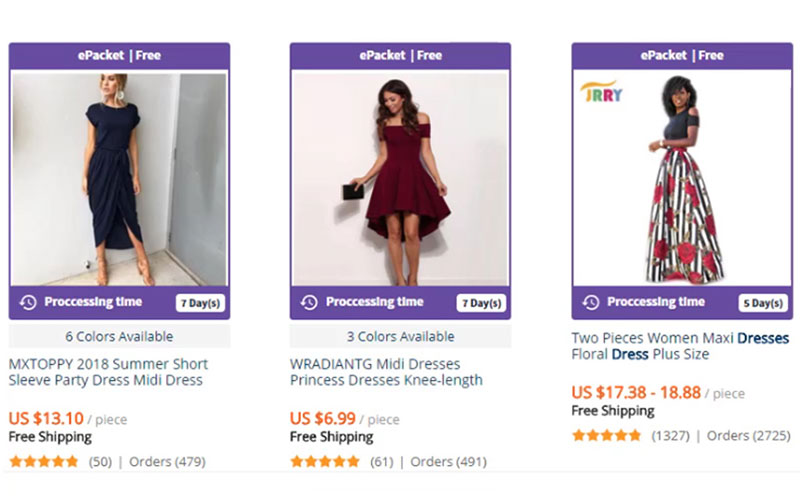 ePacket | Free
Proccessing time 7 Day(s)
6 Colors Available
MXTOPPY 2018 Summer Short
Sleeve Party Dress Midi Dress
US $13.10 / piece
Free Shipping
(50) | Orders (479)
ePacket | Free
Proccessing time 7 Day(s)
3 Colors Available
WRADIANTG Midi Dresses
Princess Dresses Knee-length
US $6.99 / piece
Free Shipping
(61) | Orders (491)
ePacket | Free
JRRY
Proccessing time 5 Day(s)
Two Pieces Women Maxi Dresses
Floral Dress Plus Size
US $17.38 - 18.88 / piece
Free Shipping
(1327) | Orders (2725)